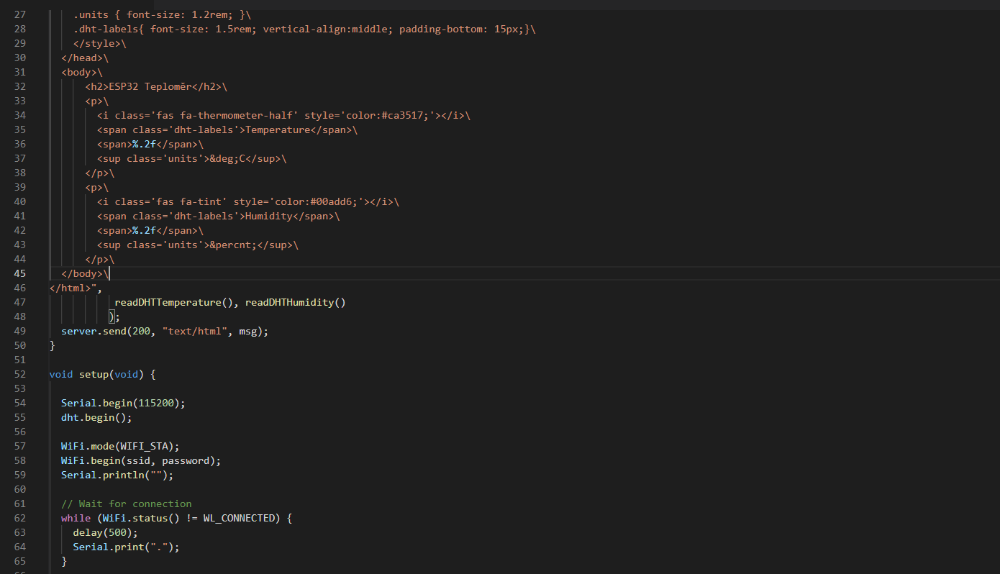 27 .units { font-size: 1.2rem; }\
28 .dht-labels{ font-size: 1.5rem; vertical-align:middle; padding-bottom: 15px;}\
29 </style>\
30 </head>\
31 <body>\
32 <h2>ESP32 Teploměr</h2>\
33 <p>\
34 <i class='fas fa-thermometer-half' style='color:#ca3517;'></i>\
35 <span class='dht-labels'>Temperature</span>\
36 <span>%.2f</span>\
37 <sup class='units'>&deg;C</sup>\
38 </p>\
39 <p>\
40 <i class='fas fa-tint' style='color:#00add6;'></i>\
41 <span class='dht-labels'>Humidity</span>\
42 <span>%.2f</span>\
43 <sup class='units'>&percnt;</sup>\
44 </p>\
45 </body>\
46 </html>",
47 readDHTTemperature(), readDHTHumidity()
48 );
49 server.send(200, "text/html", msg);
50 }
51
52 void setup(void) {
53
54 Serial.begin(115200);
55 dht.begin();
56
57 WiFi.mode(WIFI_STA);
58 WiFi.begin(ssid, password);
59 Serial.println("");
60
61 // Wait for connection
62 while (WiFi.status() != WL_CONNECTED) {
63 delay(500);
64 Serial.print(".");
65 }